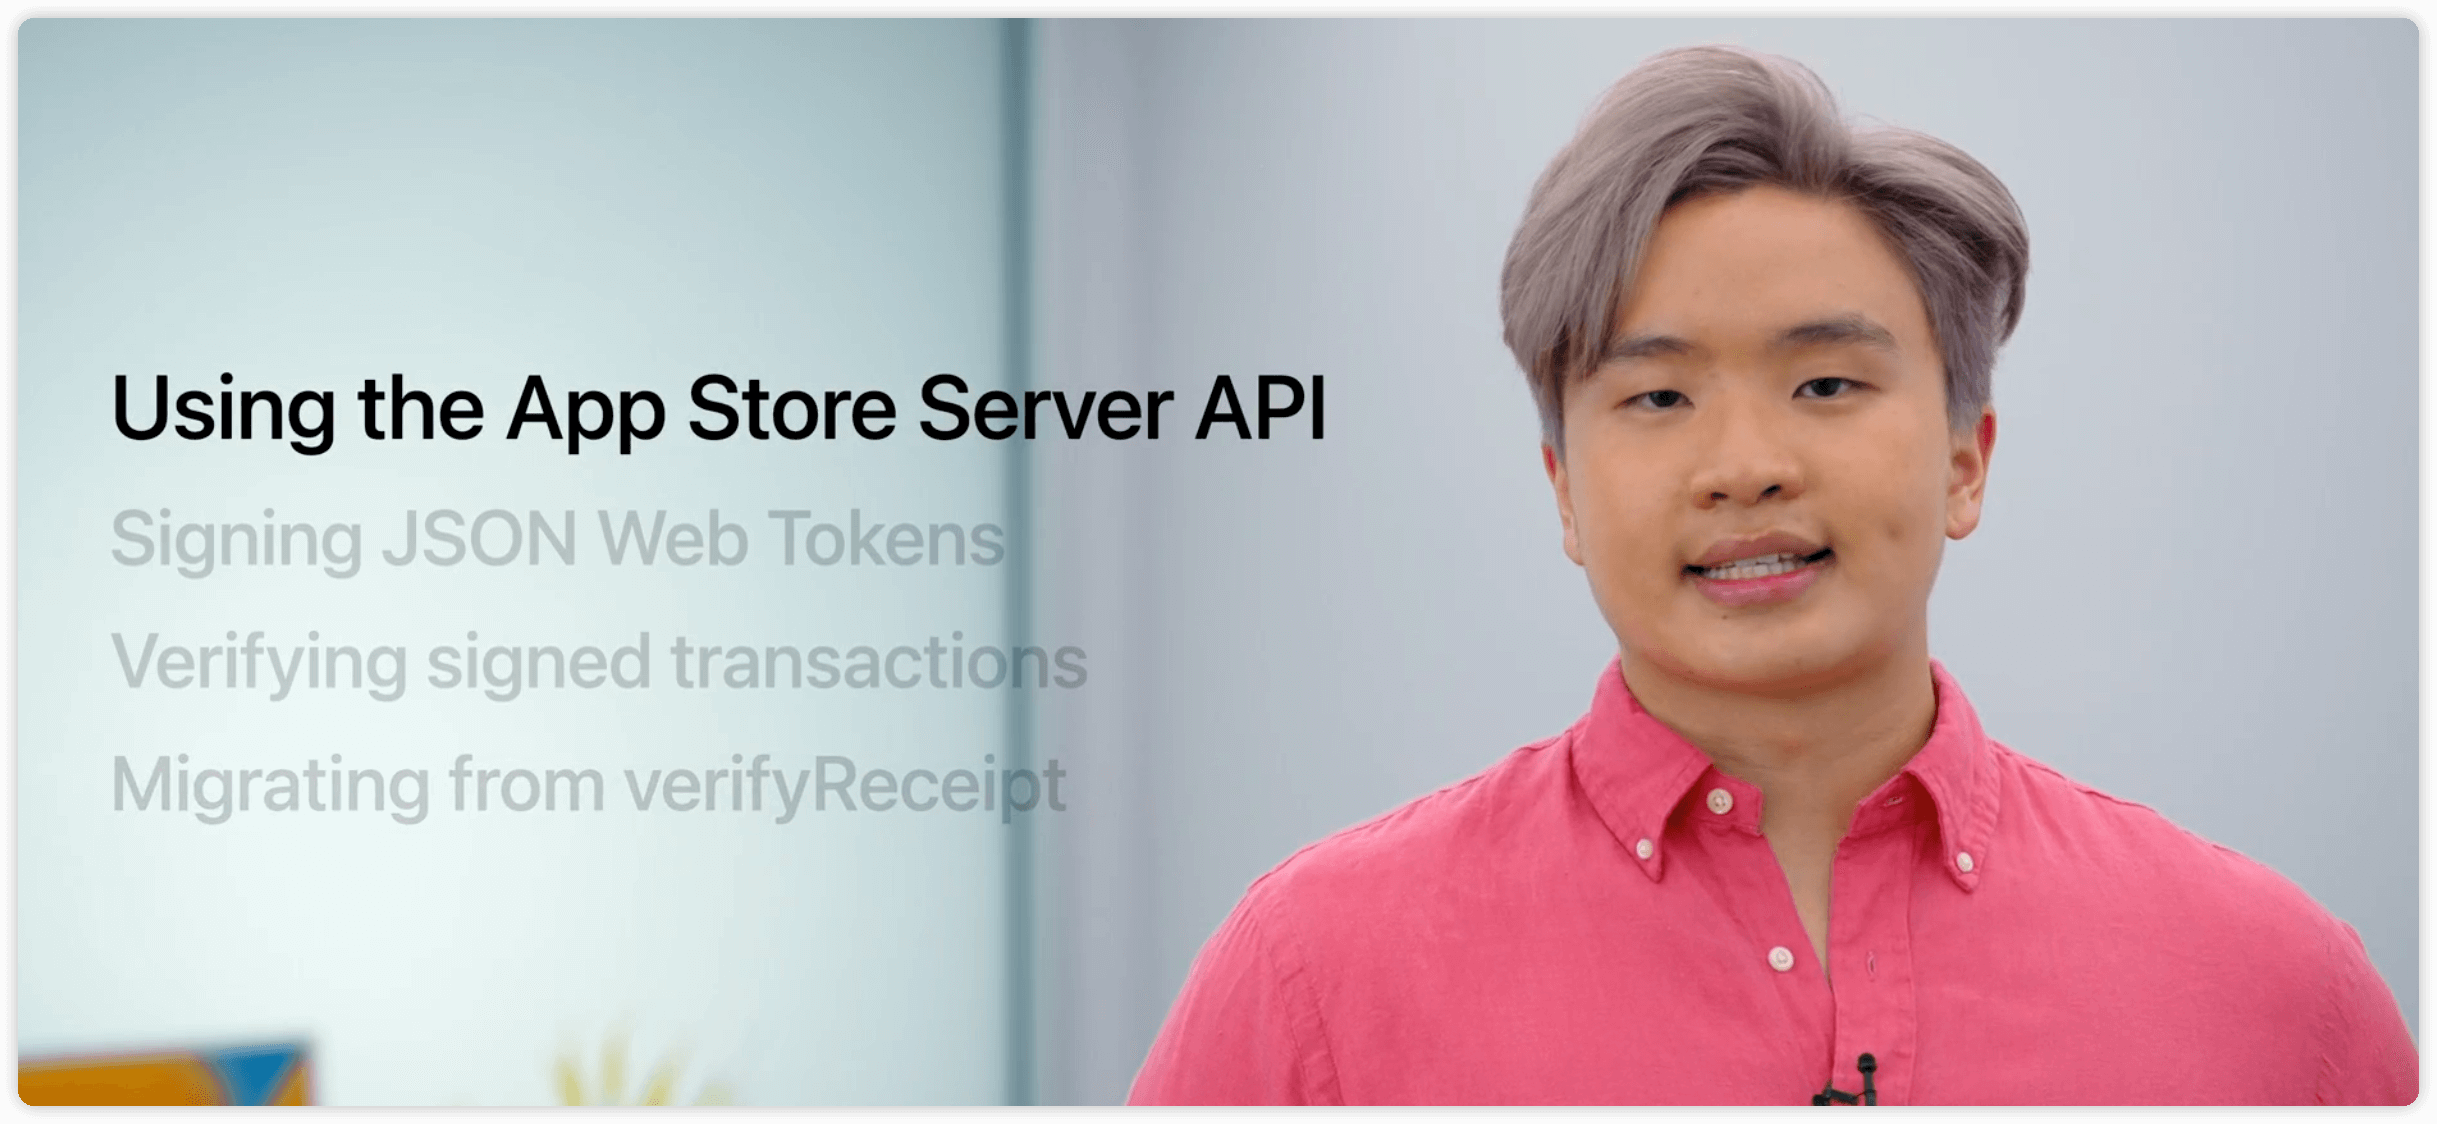 Using the App Store Server API
Signing JSON Web Tokens
Verifying signed transactions
Migrating from verifyReceipt